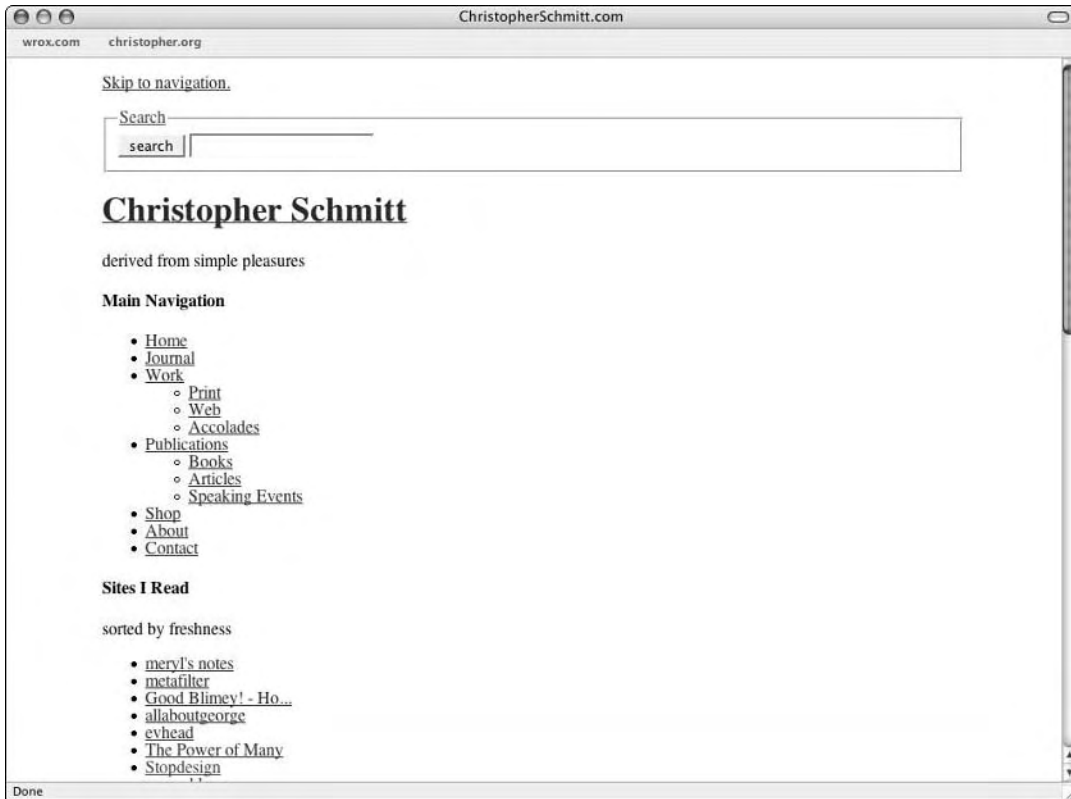 ChristopherSchmitt.com
wrox.com christopher.org
Skip to navigation.
Search
search
Christopher Schmitt
derived from simple pleasures
Main Navigation
Home
Journal
Work
Print
Web
Accolades
Publications
Books
Articles
Speaking Events
Shop
About
Contact
Sites I Read
sorted by freshness
meryl's notes
metafilter
Good Blimey! - Ho...
allaboutgeorge
evhead
The Power of Many
Stopdesign
Done